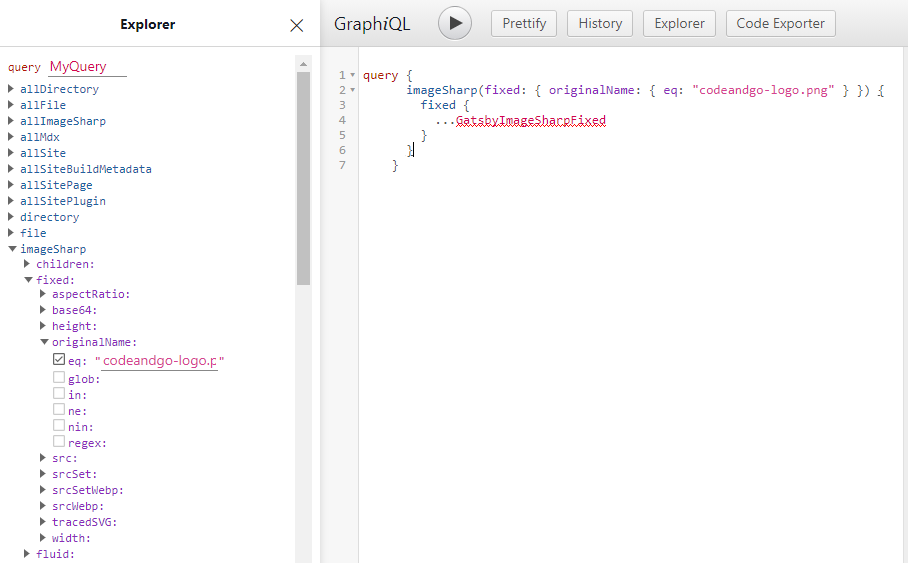 Explorer
query MyQuery
allDirectory
allFile
allImageSharp
allMdx
allSite
allSiteBuildMetadata
allSitePage
allSitePlugin
directory
file
imageSharp
children:
fixed:
aspectRatio:
base64:
height:
originalName:
eq: "codeandgo-logo.p"
glob:
in:
ne:
nin:
regex:
src:
srcSet:
srcSetWebp:
srcWebp:
tracedSVG:
width:
fluid:
GraphiQL Prettify History Explorer Code Exporter
1 query {
2 imageSharp(fixed: { originalName: { eq: "codeandgo-logo.png" } }) {
3 fixed {
4 ...GatsbyImageSharpFixed
5 }
6 }
7 }